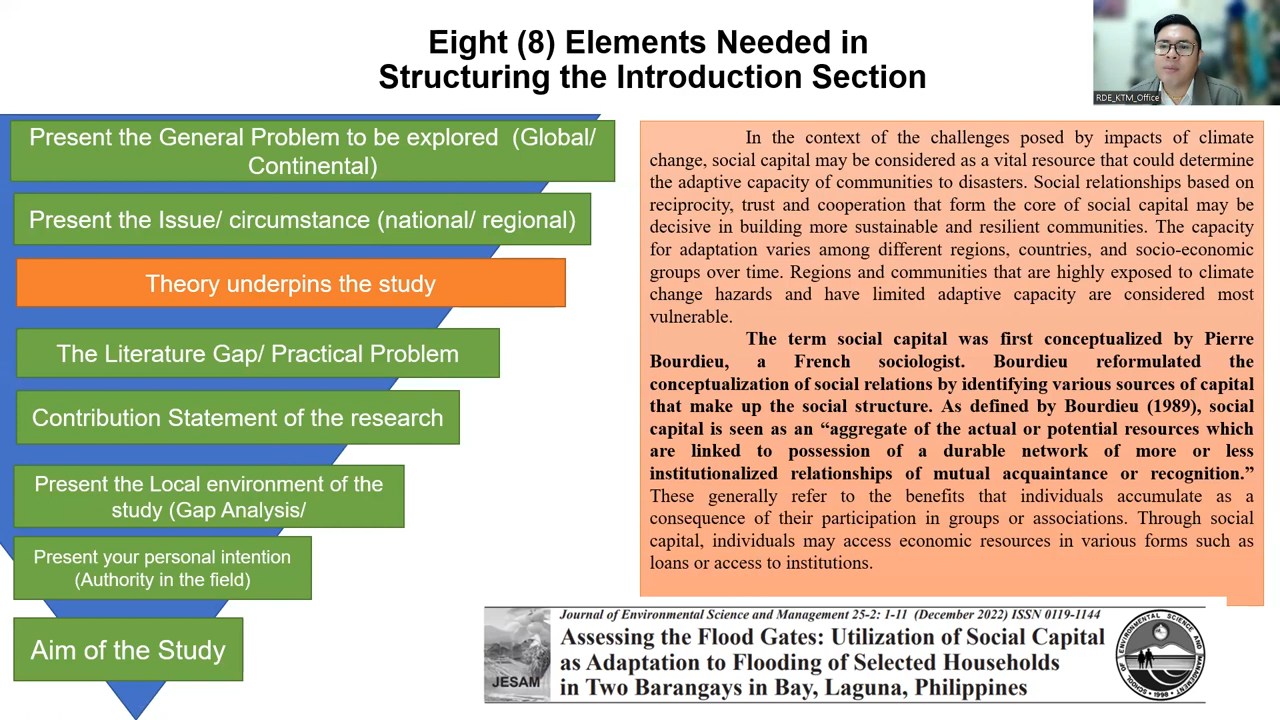 Eight (8) Elements Needed in
Structuring the Introduction Section
RDE_KTM_Office
Present the General Problem to be explored (Global/
Continental)
Present the Issue/ circumstance (national/ regional)
Theory underpins the study
The Literature Gap/ Practical Problem
Contribution Statement of the research
Present the Local environment of the
study (Gap Analysis/
Present your personal intention
(Authority in the field)
Aim of the Study
In the context of the challenges posed by impacts of climate
change, social capital may be considered as a vital resource that could determine
the adaptive capacity of communities to disasters. Social relationships based on
reciprocity, trust and cooperation that form the core of social capital may be
decisive in building more sustainable and resilient communities. The capacity
for adaptation varies among different regions, countries, and socio-economic
groups over time. Regions and communities that are highly exposed to climate
change hazards and have limited adaptive capacity are considered most
vulnerable.
The term social capital was first conceptualized by Pierre
Bourdieu, a French sociologist. Bourdieu reformulated the
conceptualization of social relations by identifying various sources of capital
that make up the social structure. As defined by Bourdieu (1989), social
capital is seen as an “aggregate of the actual or potential resources which
are linked to possession of a durable network of more or less
institutionalized relationships of mutual acquaintance or recognition.”
These generally refer to the benefits that individuals accumulate as a
consequence of their participation in groups or associations. Through social
capital, individuals may access economic resources in various forms such as
loans or access to institutions.
Journal of Environmental Science and Management 25-2: 1-11 (December 2022) ISSN 0119-1144
Assessing the Flood Gates: Utilization of Social Capital
as Adaptation to Flooding of Selected Households
in Two Barangays in Bay, Laguna, Philippines
JESAM
SCHOOL OF ENVIRONMENTAL SCIENCE AND MANAGEMENT
1998